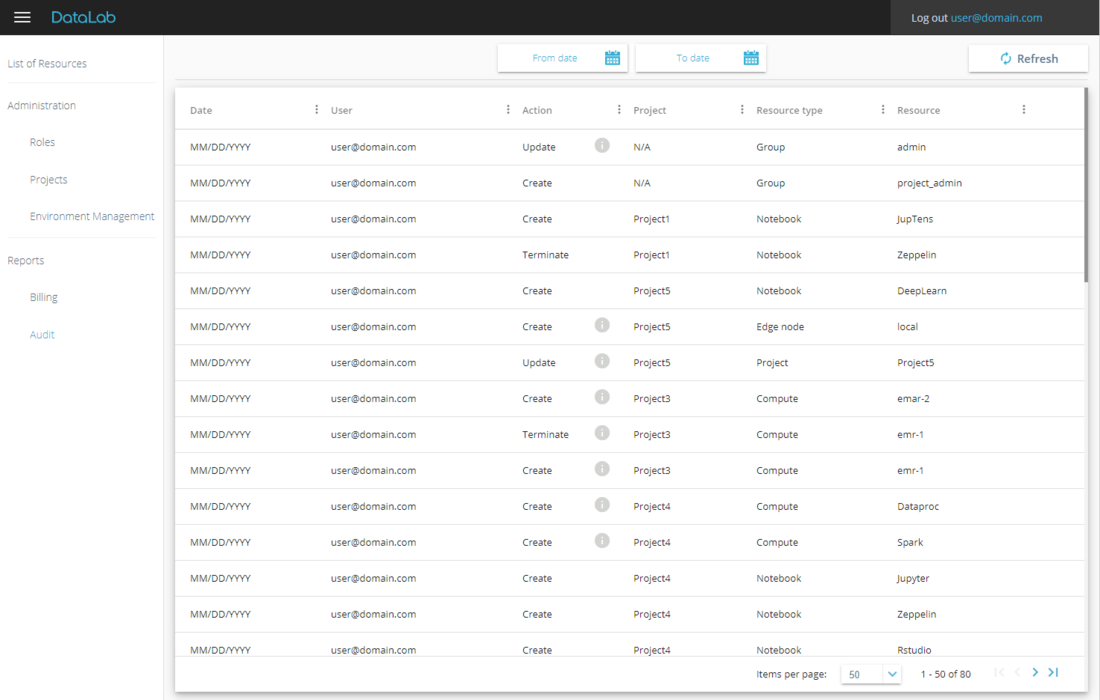 DataLab
Log out user@domain.com
List of Resources
Administration
Roles
Projects
Environment Management
Reports
Billing
Audit
From date To date Refresh
Date User Action Project Resource type Resource
MM/DD/YYYY user@domain.com Update N/A Group admin
MM/DD/YYYY user@domain.com Create N/A Group project_admin
MM/DD/YYYY user@domain.com Create Project1 Notebook JupTens
MM/DD/YYYY user@domain.com Terminate Project1 Notebook Zeppelin
MM/DD/YYYY user@domain.com Create Project5 Notebook DeepLearn
MM/DD/YYYY user@domain.com Create Project5 Edge node local
MM/DD/YYYY user@domain.com Update Project5 Project Project5
MM/DD/YYYY user@domain.com Create Project3 Compute emar-2
MM/DD/YYYY user@domain.com Terminate Project3 Compute emr-1
MM/DD/YYYY user@domain.com Create Project3 Compute emr-1
MM/DD/YYYY user@domain.com Create Project4 Compute Dataproc
MM/DD/YYYY user@domain.com Create Project4 Compute Spark
MM/DD/YYYY user@domain.com Create Project4 Notebook Jupyter
MM/DD/YYYY user@domain.com Create Project4 Notebook Zeppelin
MM/DD/YYYY user@domain.com Create Project4 Notebook Rstudio
Items per page: 50 1 - 50 of 80